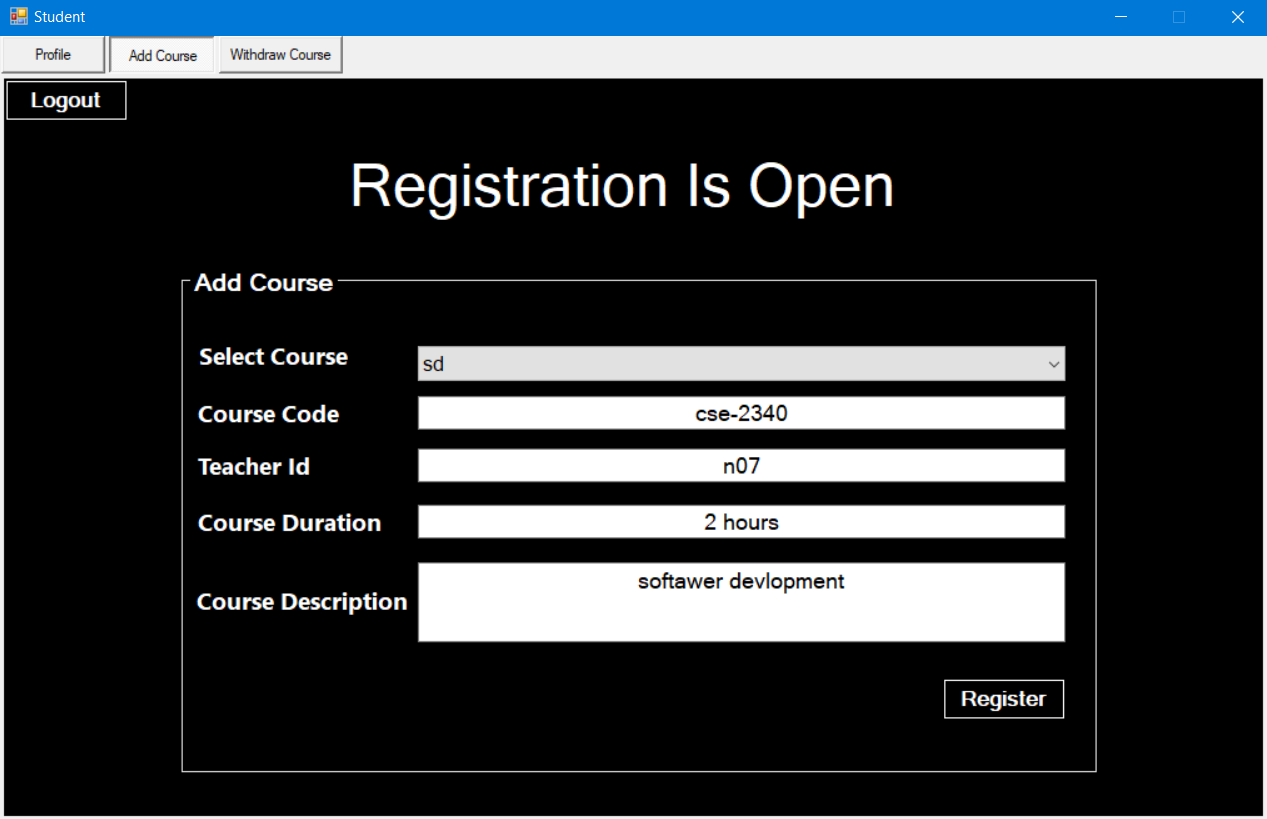 Student
Profile Add Course Withdraw Course
Logout
Registration Is Open
Add Course
Select Course sd
Course Code cse-2340
Teacher Id n07
Course Duration 2 hours
Course Description softawer devlopment
Register